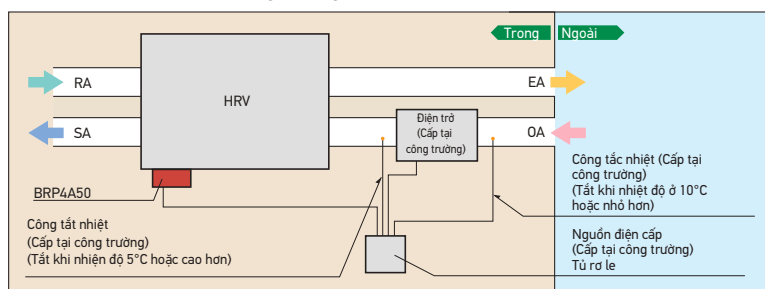 Trong
Ngoài
RA
HRV
EA
SA
Điện trở
(Cấp tại
công trường)
OA
BRP4A50
Công tắt nhiệt
(Cấp tại công trường)
(Tắt khi nhiện độ 5°C hoặc cao hơn)
Công tắc nhiệt (Cấp tại
công trường)
(Tắt khi nhiệt độ ở 10°C
hoặc nhỏ hơn)
Nguồn điện cấp
(Cấp tại công trường)
Tủ rơ le